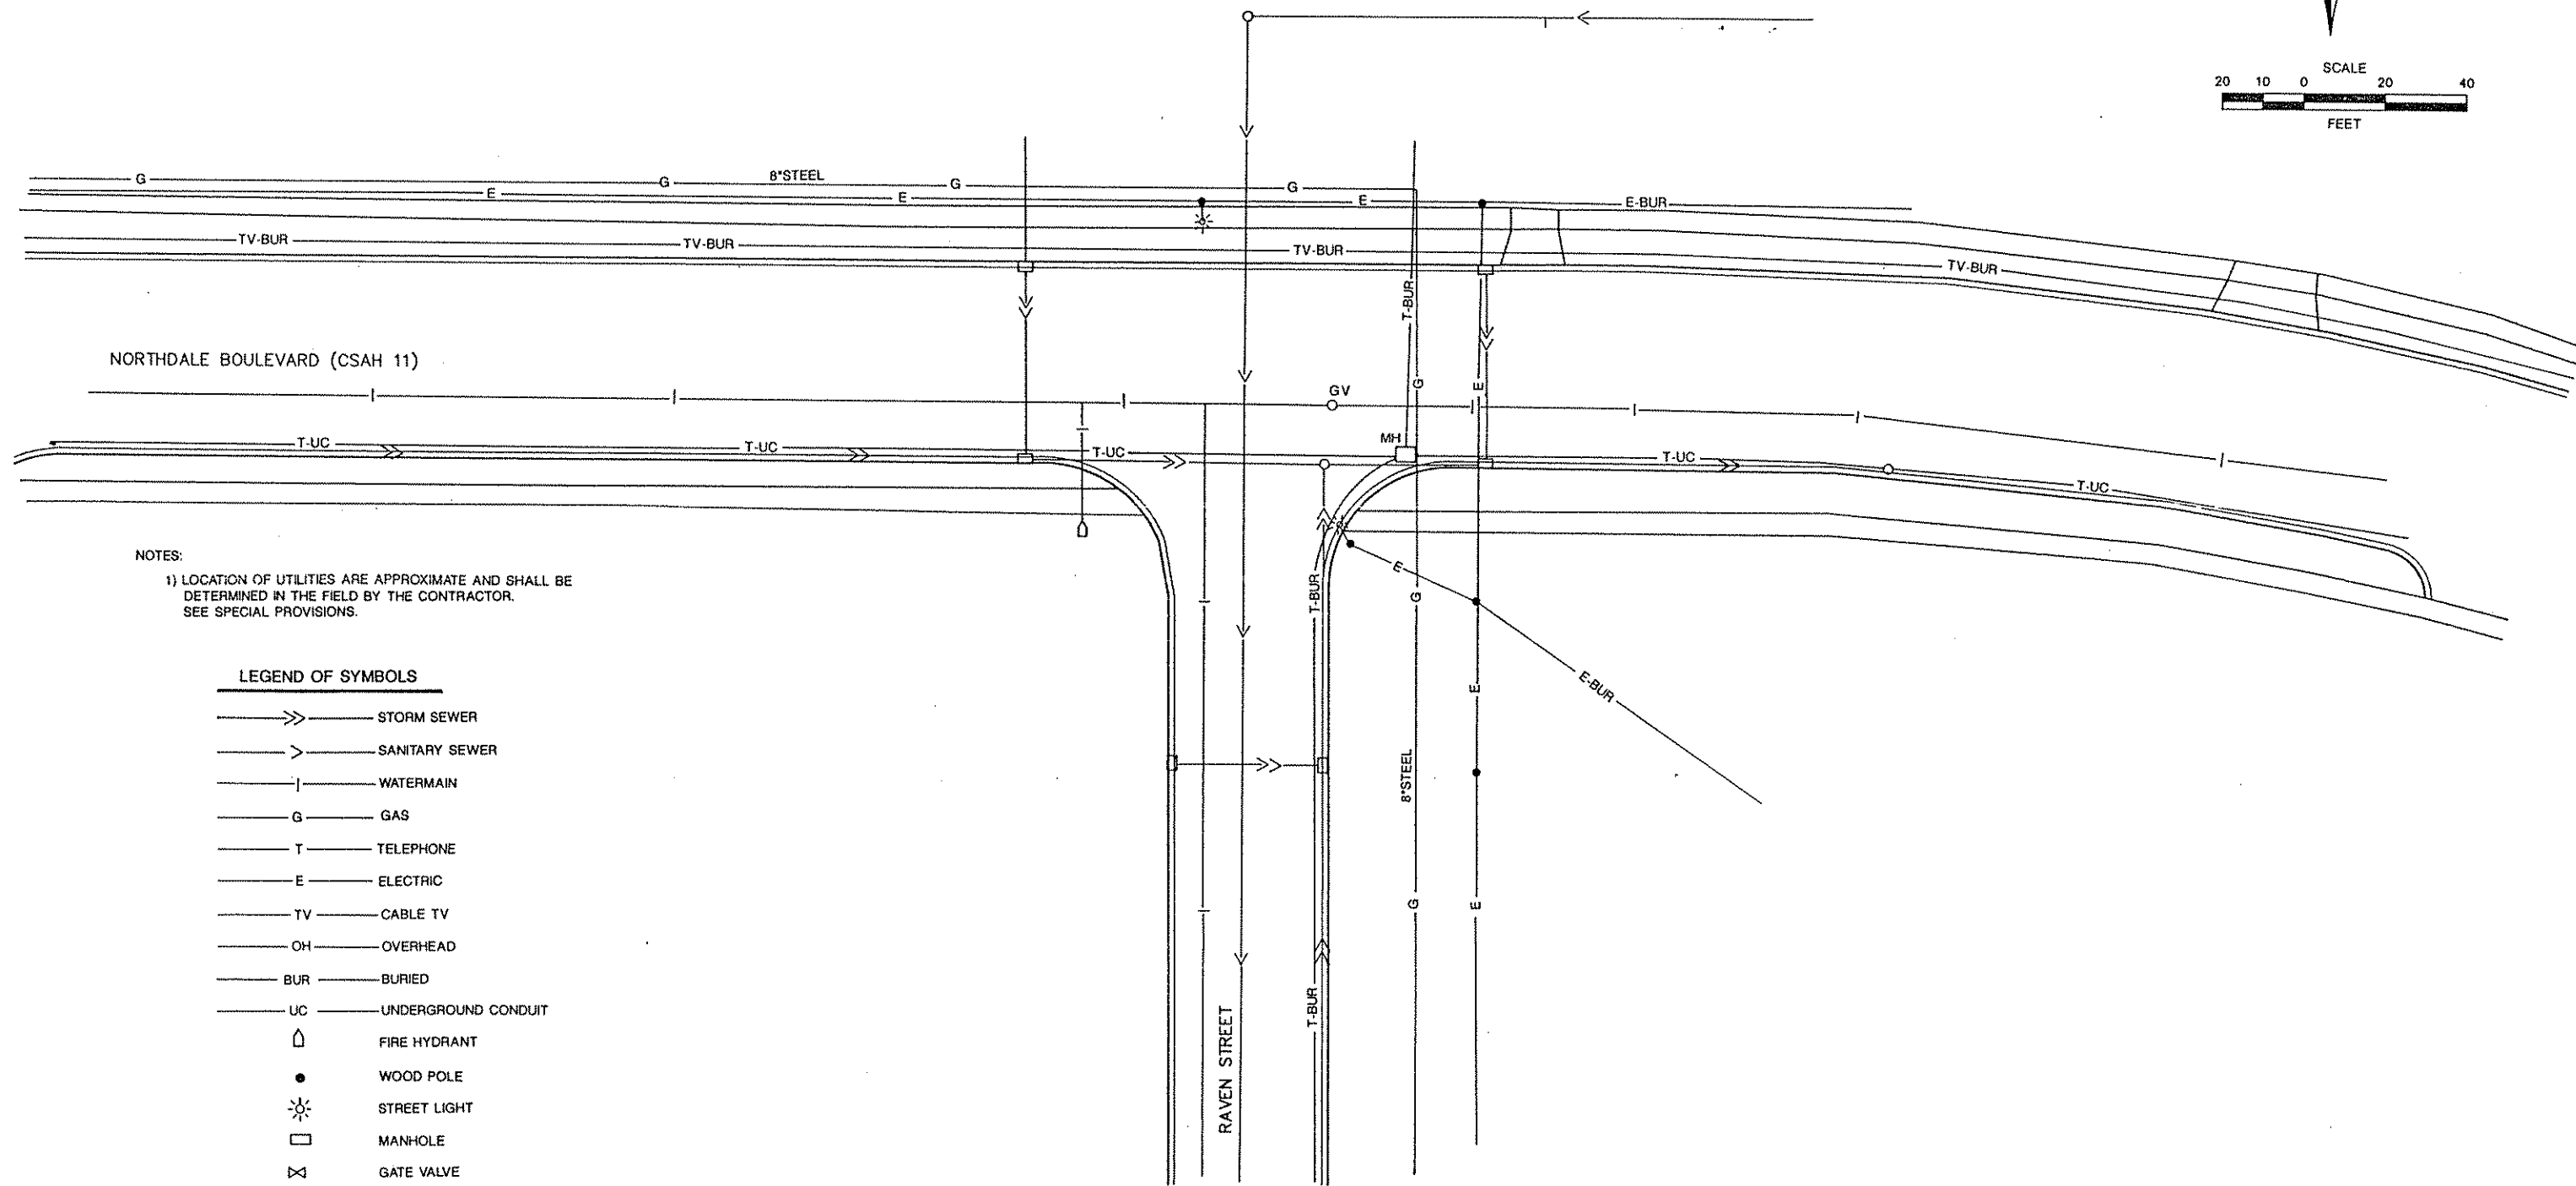 SCALE
20 10 0 20 40
FEET
G G 8"STEEL G G
E E E E-BUR
TV-BUR TV-BUR TV-BUR TV-BUR
T-BUR
NORTHDALE BOULEVARD (CSAH 11)
G E
GV
MH
T-UC T-UC T-UC T-UC T-UC
NOTES:
1) LOCATION OF UTILITIES ARE APPROXIMATE AND SHALL BE
DETERMINED IN THE FIELD BY THE CONTRACTOR.
SEE SPECIAL PROVISIONS.
E
T-BUR
G
E-BUR
E
8"STEEL
G E
T-BUR
RAVEN STREET
LEGEND OF SYMBOLS
STORM SEWER
SANITARY SEWER
WATERMAIN
G GAS
T TELEPHONE
E ELECTRIC
TV CABLE TV
OH OVERHEAD
BUR BURIED
UC UNDERGROUND CONDUIT
FIRE HYDRANT
WOOD POLE
STREET LIGHT
MANHOLE
GATE VALVE